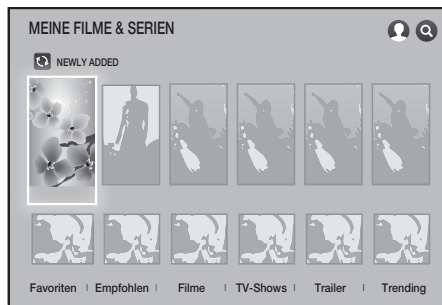 MEINE FILME & SERIEN
NEWLY ADDED
Favoriten | Empfohlen | Filme | TV-Shows | Trailer | Trending